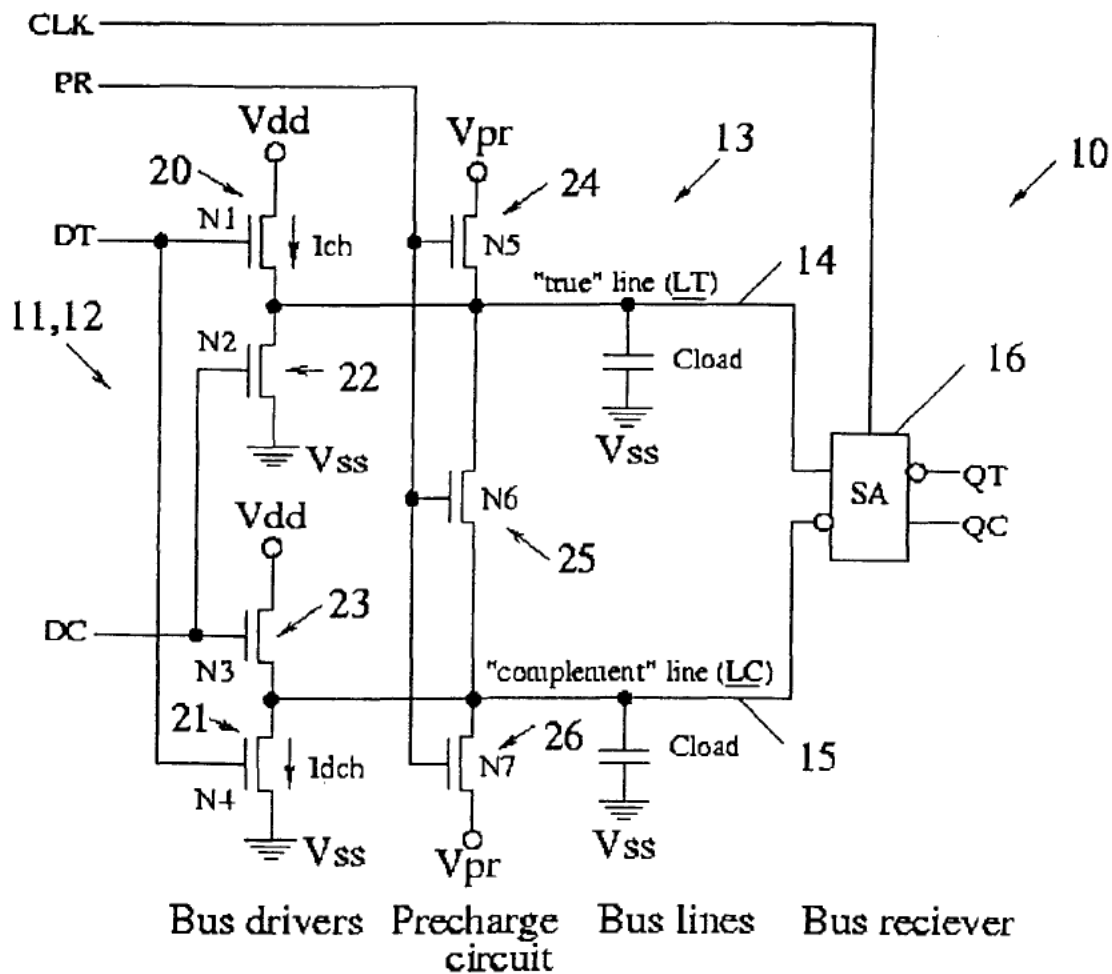 CLK
PR
Vdd
Vpr
13
10
20
24
N1
DT
Ich
N5
14
"true" line (LT)
11,12
N2
22
Cload
16
Vss
Vss
N6
SA
QT
QC
Vdd
25
23
DC
N3
"complement" line (LC)
21
26
15
Idch
N7
Cload
N4
Vss
Vpr
Vss
Bus drivers
Precharge
circuit
Bus lines
Bus reciever